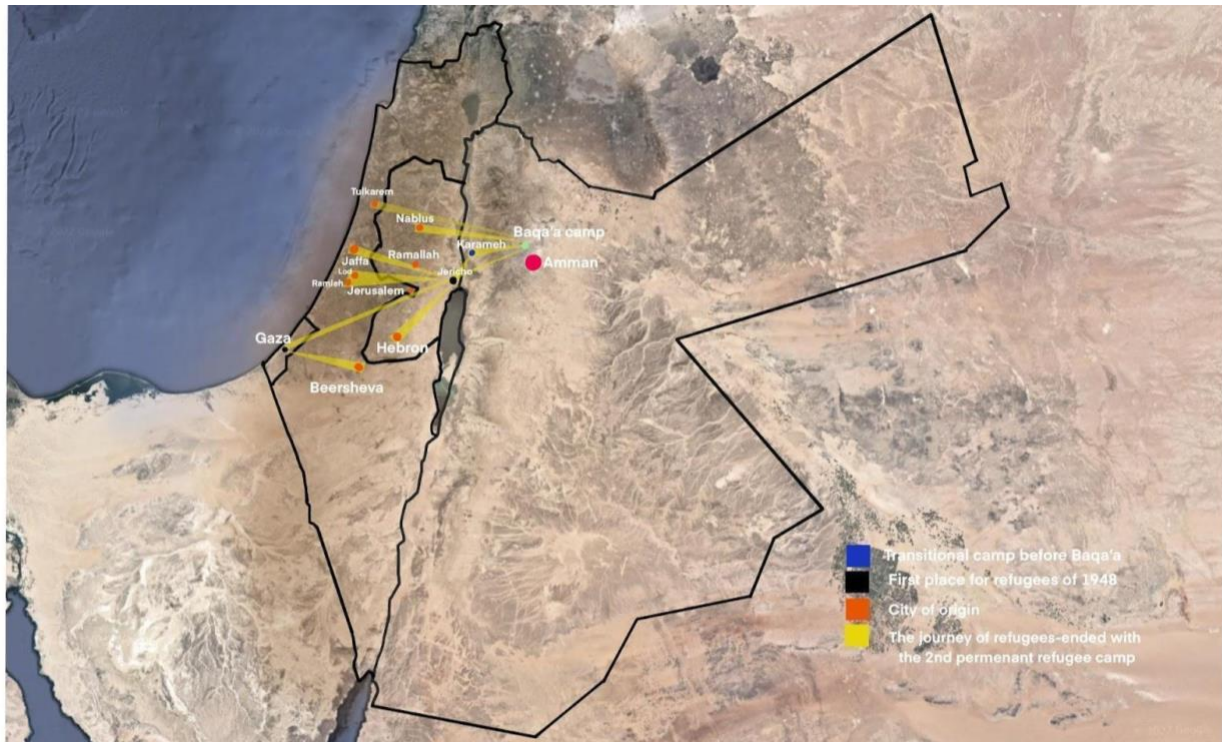 Tulkarem
Nablus
Baqa'a camp
Karameh
Amman
Jaffa
Ramallah
Lod
Jericho
Ramleh
Jerusalem
Gaza
Hebron
Beersheva
Transitional camp before Baqa'a
First place for refugees of 1948
City of origin
The journey of refugees-ended with
the 2nd permenant refugee camp